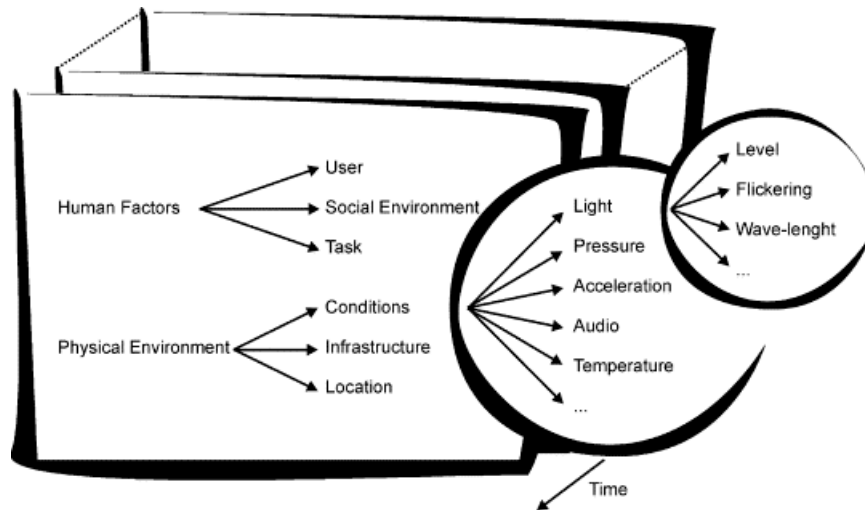 Human Factors
User
Social Environment
Task
Physical Environment
Conditions
Infrastructure
Location
Light
Pressure
Acceleration
Audio
Temperature
...
Level
Flickering
Wave-lenght
...
Time